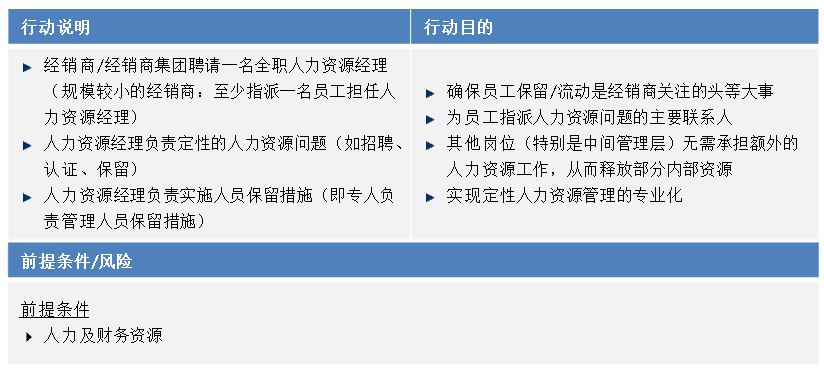 行动说明
经销商/经销商集团聘请一名全职人力资源经理
（规模较小的经销商：至少指派一名员工担任人
力资源经理）
人力资源经理负责定性的人力资源问题（如招聘、
认证、保留）
人力资源经理负责实施人员保留措施（即专人负
责管理人员保留措施）
行动目的
确保员工保留/流动是经销商关注的头等大事
为员工指派人力资源问题的主要联系人
其他岗位（特别是中间管理层）无需承担额外的
人力资源工作，从而释放部分内部资源
实现定性人力资源管理的专业化
前提条件/风险
前提条件
人力及财务资源